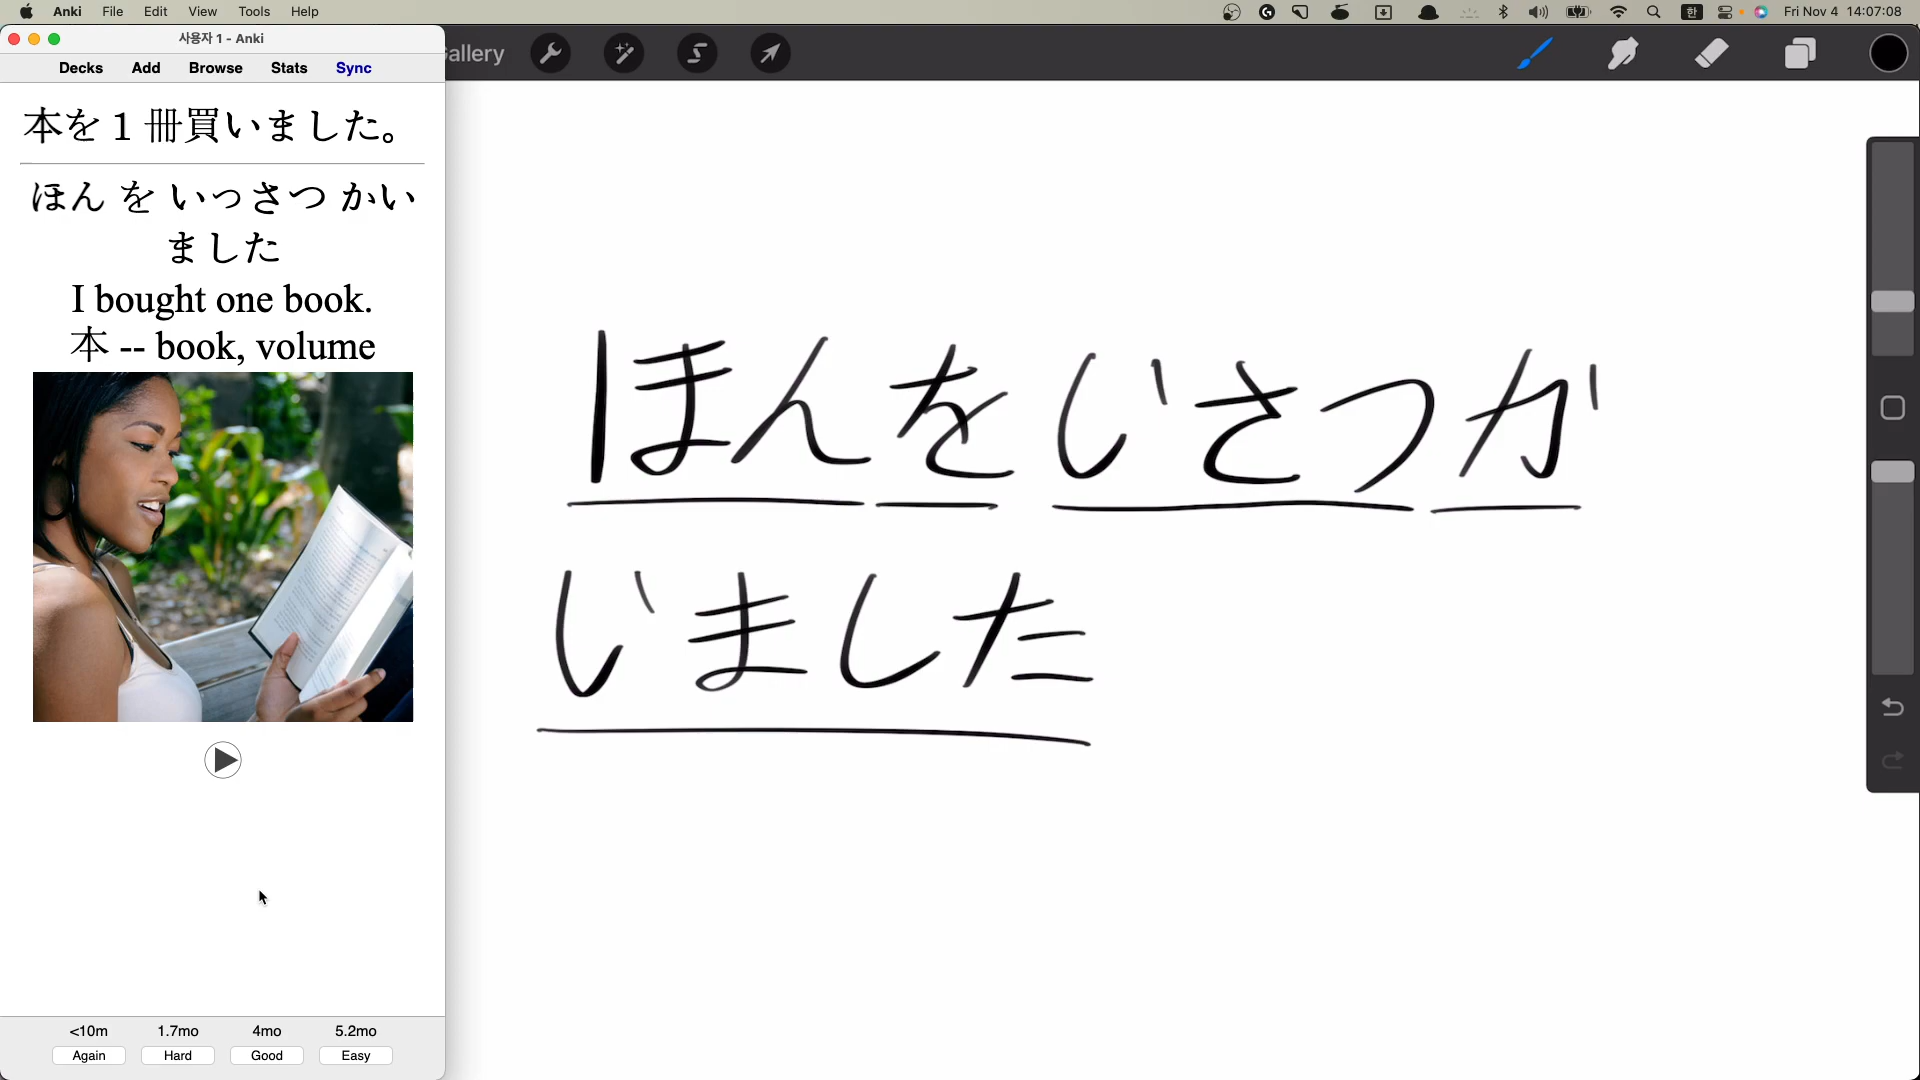 Anki File Edit View Tools Help Fri Nov 4 14:07:08
사용자 1 - Anki
Decks Add Browse Stats Sync
allery
本を1冊買いました。
ほん を いっさつ かい
ました
I bought one book.
本 -- book, volume
<10m 1.7mo 4mo 5.2mo
Again Hard Good Easy
ほんをいさつか
いました
한